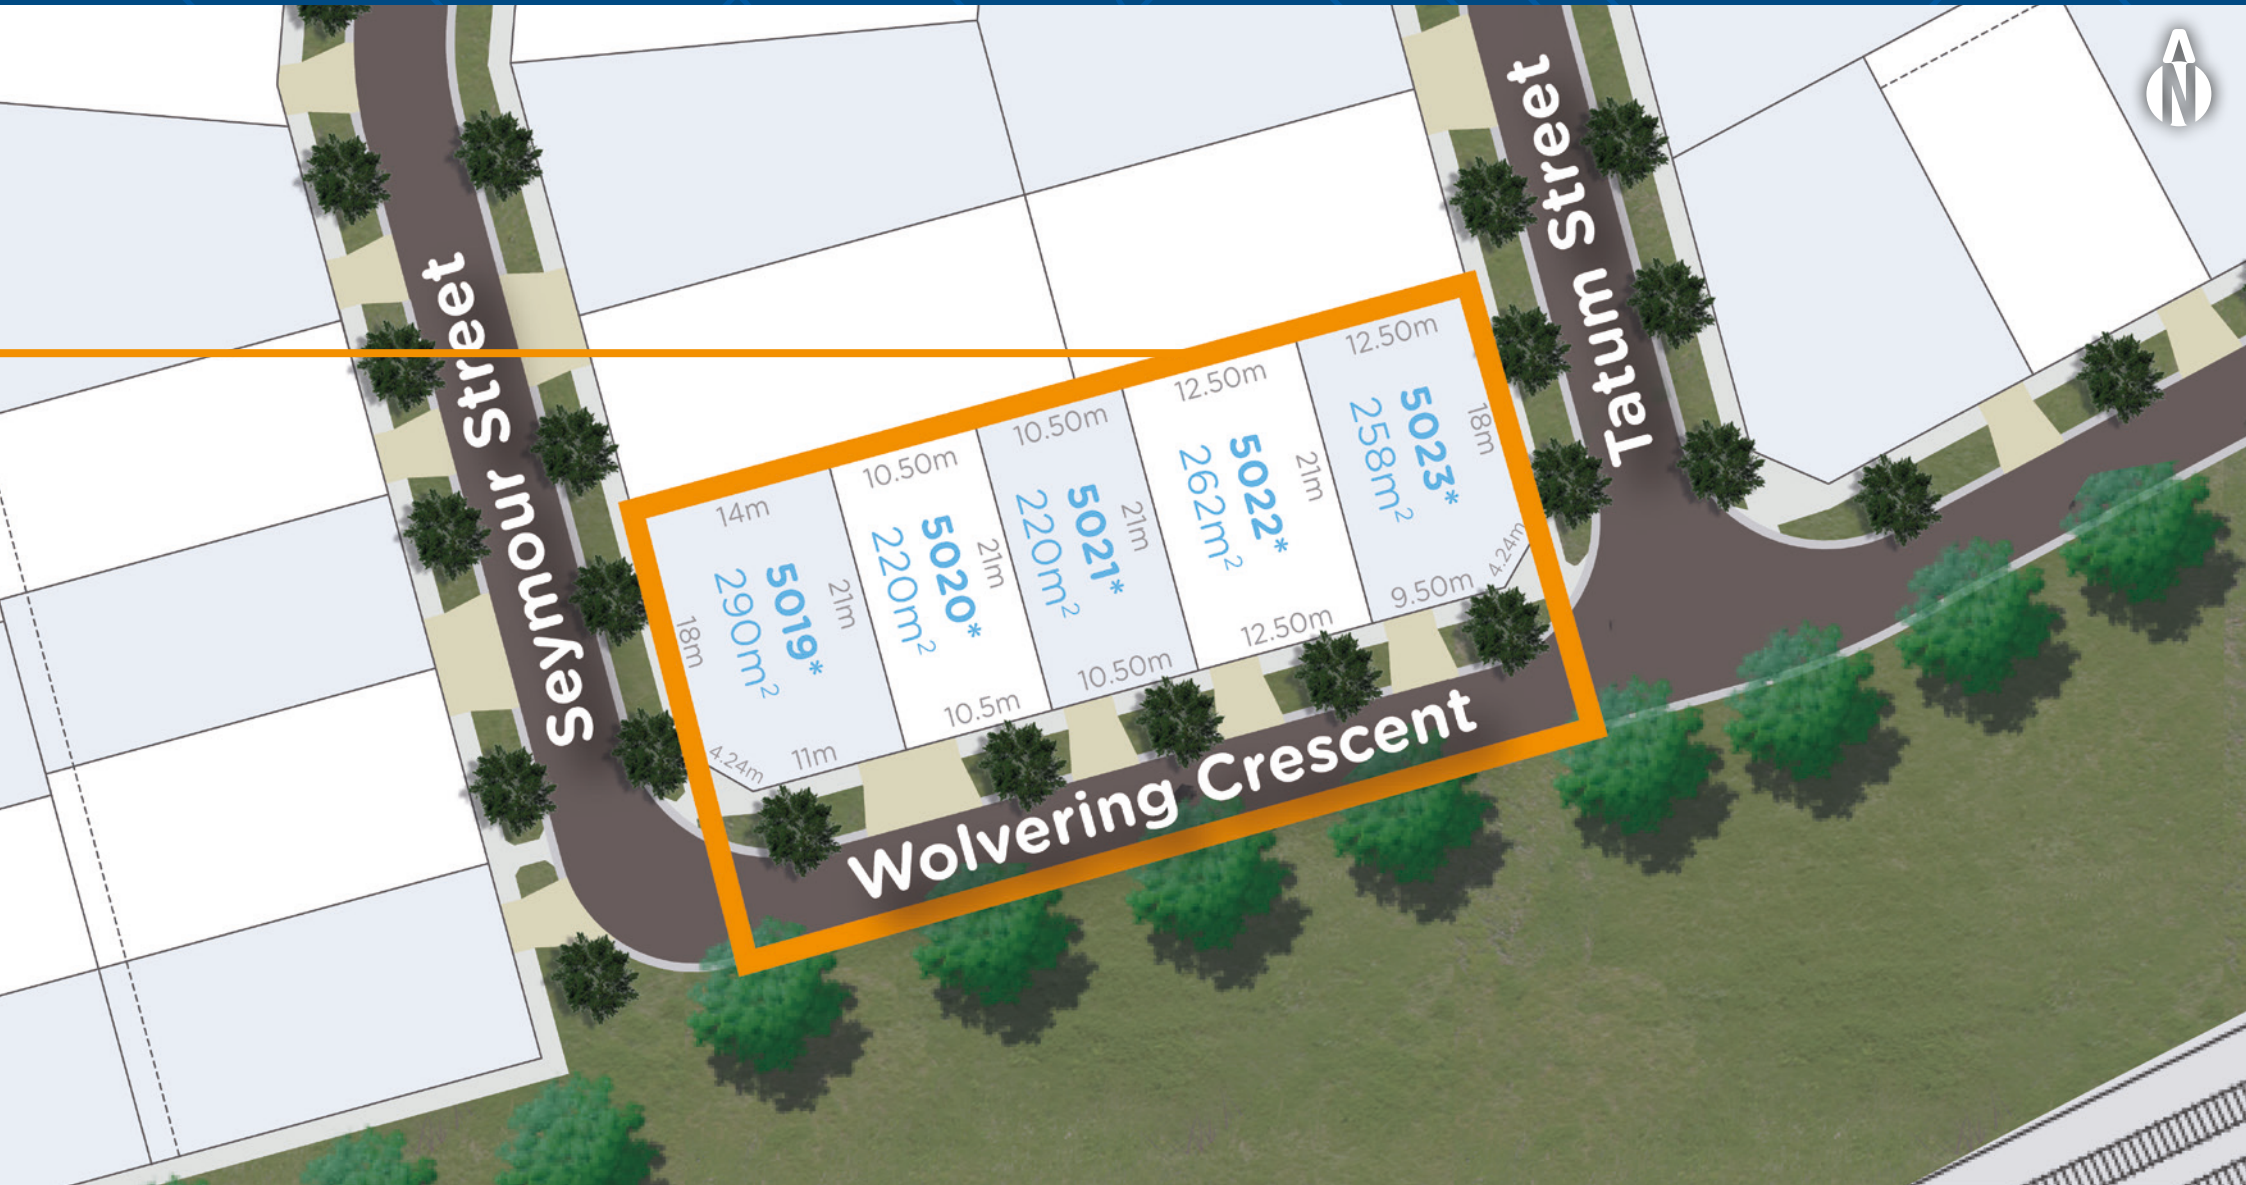 N
Seymour Street
Tatum Street
14m
5019*
290m²
21m
18m
4.24m
11m
10.50m
5020*
220m²
21m
10.5m
10.50m
5021*
220m²
21m
10.50m
12.50m
5022*
262m²
21m
12.50m
12.50m
5023*
258m²
18m
4.24m
9.50m
Wolvering Crescent